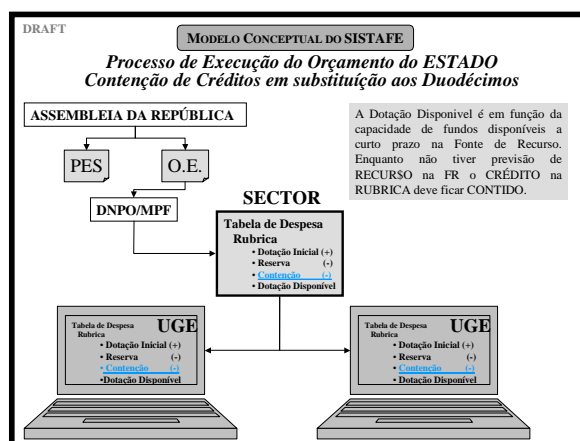 DRAFT
MODELO CONCEPTUAL DO SISTAFE
Processo de Execução do Orçamento do ESTADO
Contenção de Créditos em substituição aos Duodécimos
ASSEMBLEIA DA REPÚBLICA
PES
O.E.
DNPO/MPF
A Dotação Disponivel é em função da
capacidade de fundos disponíveis a
curto prazo na Fonte de Recurso.
Enquanto não tiver previsão de
RECUR$O na FR o CRÉDITO na
RUBRICA deve ficar CONTIDO.
SECTOR
Tabela de Despesa
Rubrica
• Dotação Inicial (+)
• Reserva (-)
• Contenção (-)
• Dotação Disponível
Tabela de Despesa UGE
Rubrica
• Dotação Inicial (+)
• Reserva (-)
• Contenção (-)
•Dotação Disponível
Tabela de Despesa UGE
Rubrica
• Dotação Inicial (+)
• Reserva (-)
• Contenção (-)
• Dotação Disponível